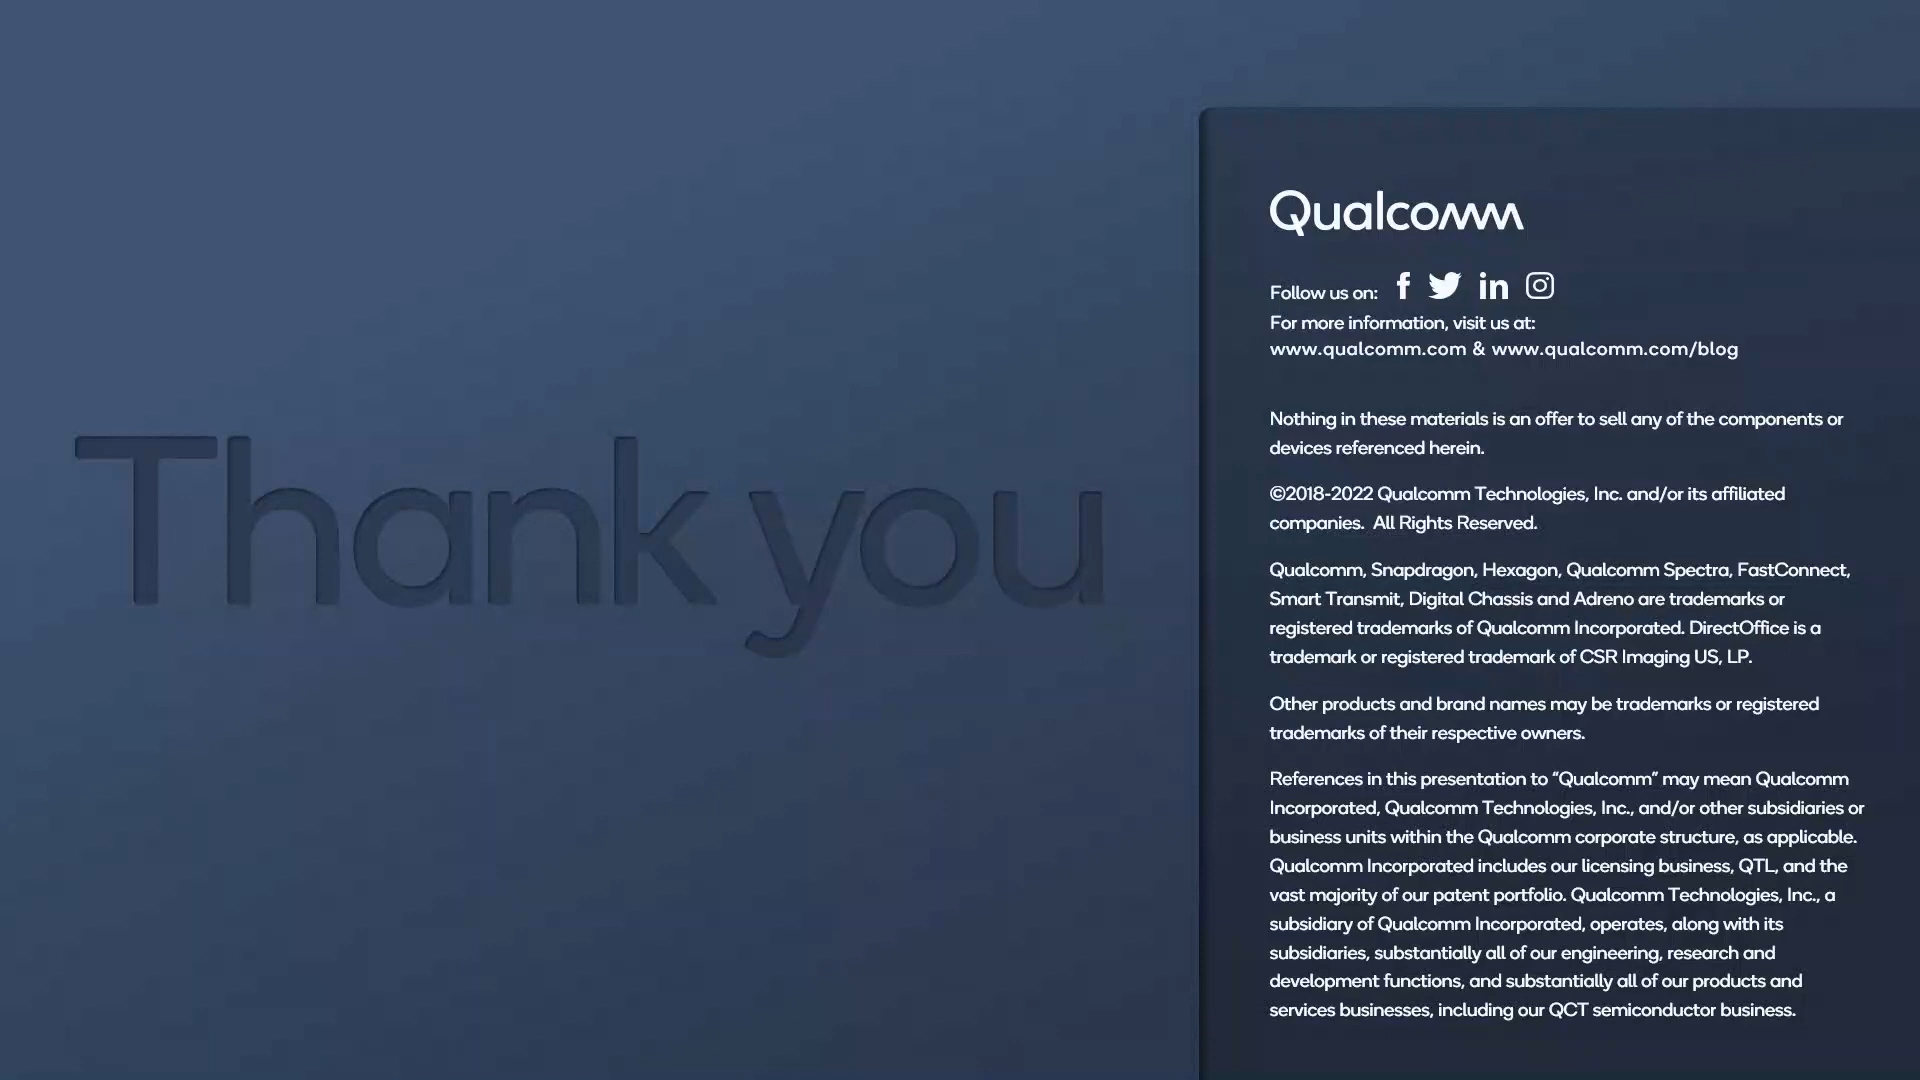 Thank you
Qualcomm
Follow us on:
For more information, visit us at:
www.qualcomm.com & www.qualcomm.com/blog
Nothing in these materials is an offer to sell any of the components or
devices referenced herein.
©2018-2022 Qualcomm Technologies, Inc. and/or its affiliated
companies.  All Rights Reserved.
Qualcomm, Snapdragon, Hexagon, Qualcomm Spectra, FastConnect,
Smart Transmit, Digital Chassis and Adreno are trademarks or
registered trademarks of Qualcomm Incorporated. DirectOffice is a
trademark or registered trademark of CSR Imaging US, LP.
Other products and brand names may be trademarks or registered
trademarks of their respective owners.
References in this presentation to “Qualcomm” may mean Qualcomm
Incorporated, Qualcomm Technologies, Inc., and/or other subsidiaries or
business units within the Qualcomm corporate structure, as applicable.
Qualcomm Incorporated includes our licensing business, QTL, and the
vast majority of our patent portfolio. Qualcomm Technologies, Inc., a
subsidiary of Qualcomm Incorporated, operates, along with its
subsidiaries, substantially all of our engineering, research and
development functions, and substantially all of our products and
services businesses, including our QCT semiconductor business.